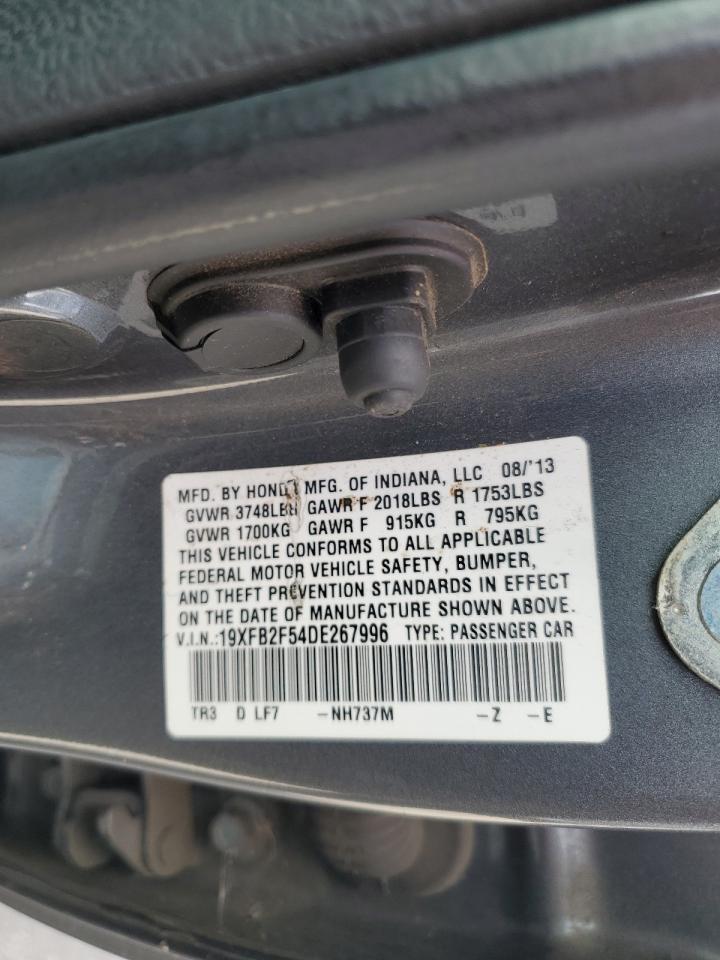 MFD. BY HONDA MFG. OF INDIANA, LLC 08/'13
GVWR 3748LBS GAWR F 2018LBS R 1753LBS
GVWR 1700KG GAWR F 915KG R 795KG
THIS VEHICLE CONFORMS TO ALL APPLICABLE
FEDERAL MOTOR VEHICLE SAFETY, BUMPER,
AND THEFT PREVENTION STANDARDS IN EFFECT
ON THE DATE OF MANUFACTURE SHOWN ABOVE.
V.I.N.:19XFB2F54DE267996 TYPE: PASSENGER CAR
TR3 D LF7 -NH737M -Z -E